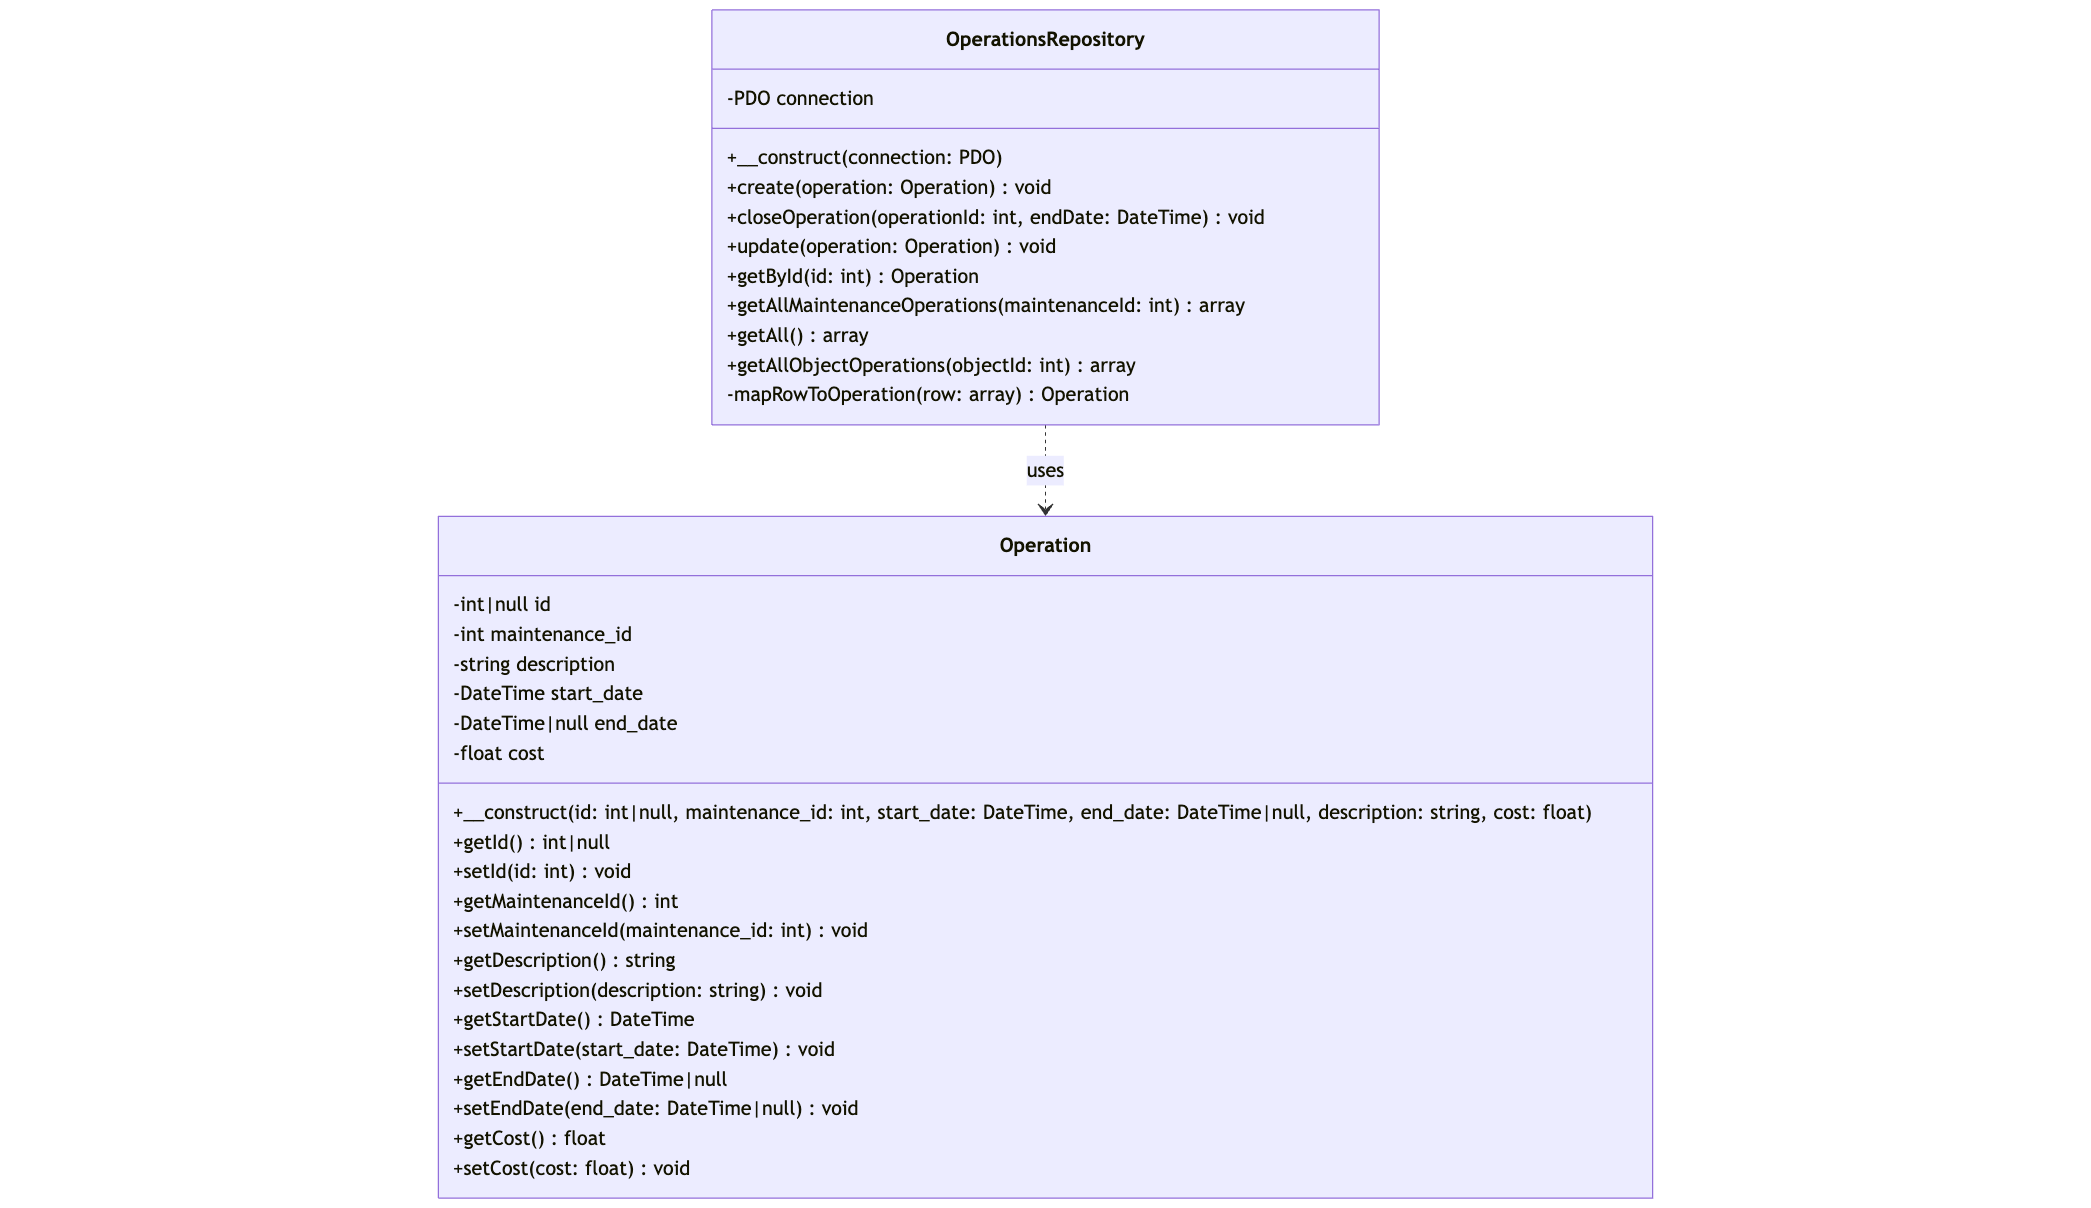 OperationsRepository
-PDO connection
+__construct(connection: PDO)
+create(operation: Operation) : void
+closeOperation(operationId: int, endDate: DateTime) : void
+update(operation: Operation) : void
+getById(id: int) : Operation
+getAllMaintenanceOperations(maintenanceId: int) : array
+getAll() : array
+getAllObjectOperations(objectId: int) : array
-mapRowToOperation(row: array) : Operation
uses
Operation
-int|null id
-int maintenance_id
-string description
-DateTime start_date
-DateTime|null end_date
-float cost
+__construct(id: int|null, maintenance_id: int, start_date: DateTime, end_date: DateTime|null, description: string, cost: float)
+getId() : int|null
+setId(id: int) : void
+getMaintenanceId() : int
+setMaintenanceId(maintenance_id: int) : void
+getDescription() : string
+setDescription(description: string) : void
+getStartDate() : DateTime
+setStartDate(start_date: DateTime) : void
+getEndDate() : DateTime|null
+setEndDate(end_date: DateTime|null) : void
+getCost() : float
+setCost(cost: float) : void